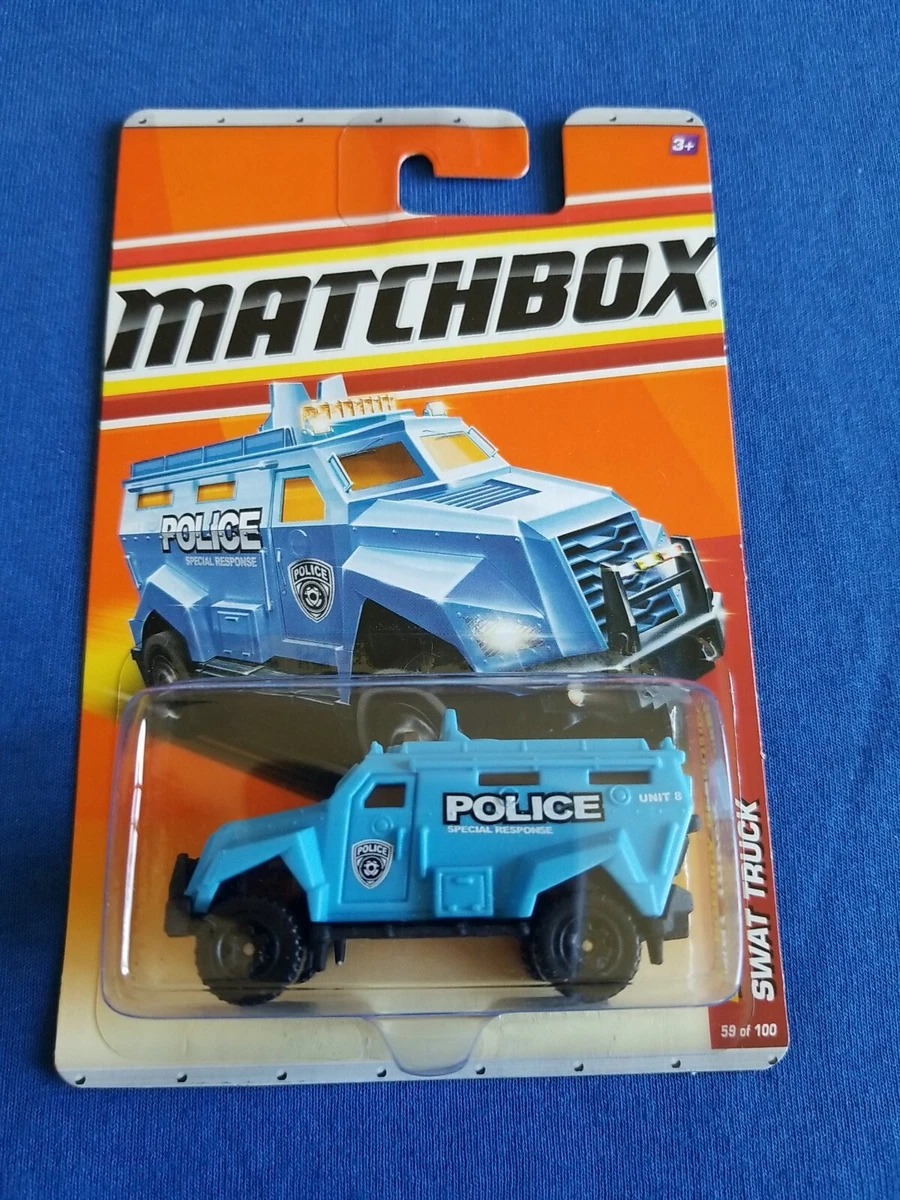 3+
MATCHBOX®
POLICE
SPECIAL RESPONSE
POLICE
POLICE
SPECIAL RESPONSE
UNIT 8
POLICE
SWAT TRUCK
59 of 100